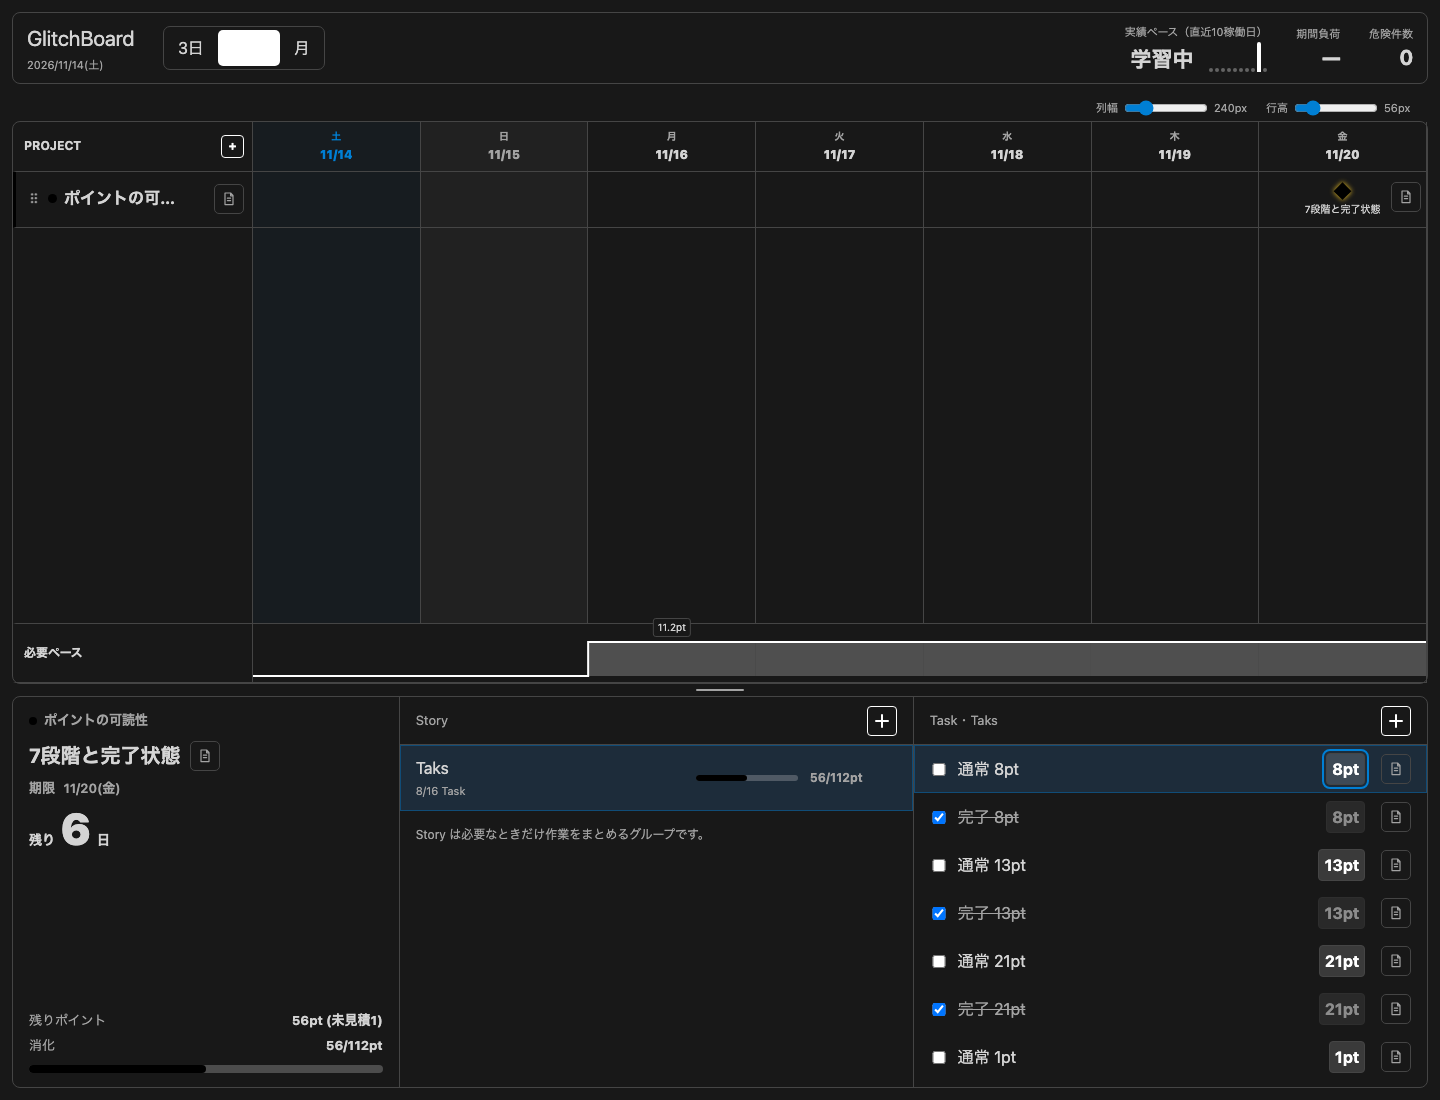 GlitchBoard
2026/11/14(土)
3日
月
実績ペース（直近10稼働日）
学習中
期間負荷
—
危険件数
0
列幅
240px
行高
56px
PROJECT
+
土
11/14
日
11/15
月
11/16
火
11/17
水
11/18
木
11/19
金
11/20
ポイントの可...
7段階と完了状態
必要ペース
11.2pt
ポイントの可読性
7段階と完了状態
期限 11/20(金)
残り 6 日
残りポイント
56pt (未見積1)
消化
56/112pt
Story
+
Taks
8/16 Task
56/112pt
Story は必要なときだけ作業をまとめるグループです。
Task・Taks
+
通常 8pt
8pt
完了 8pt
8pt
通常 13pt
13pt
完了 13pt
13pt
通常 21pt
21pt
完了 21pt
21pt
通常 1pt
1pt